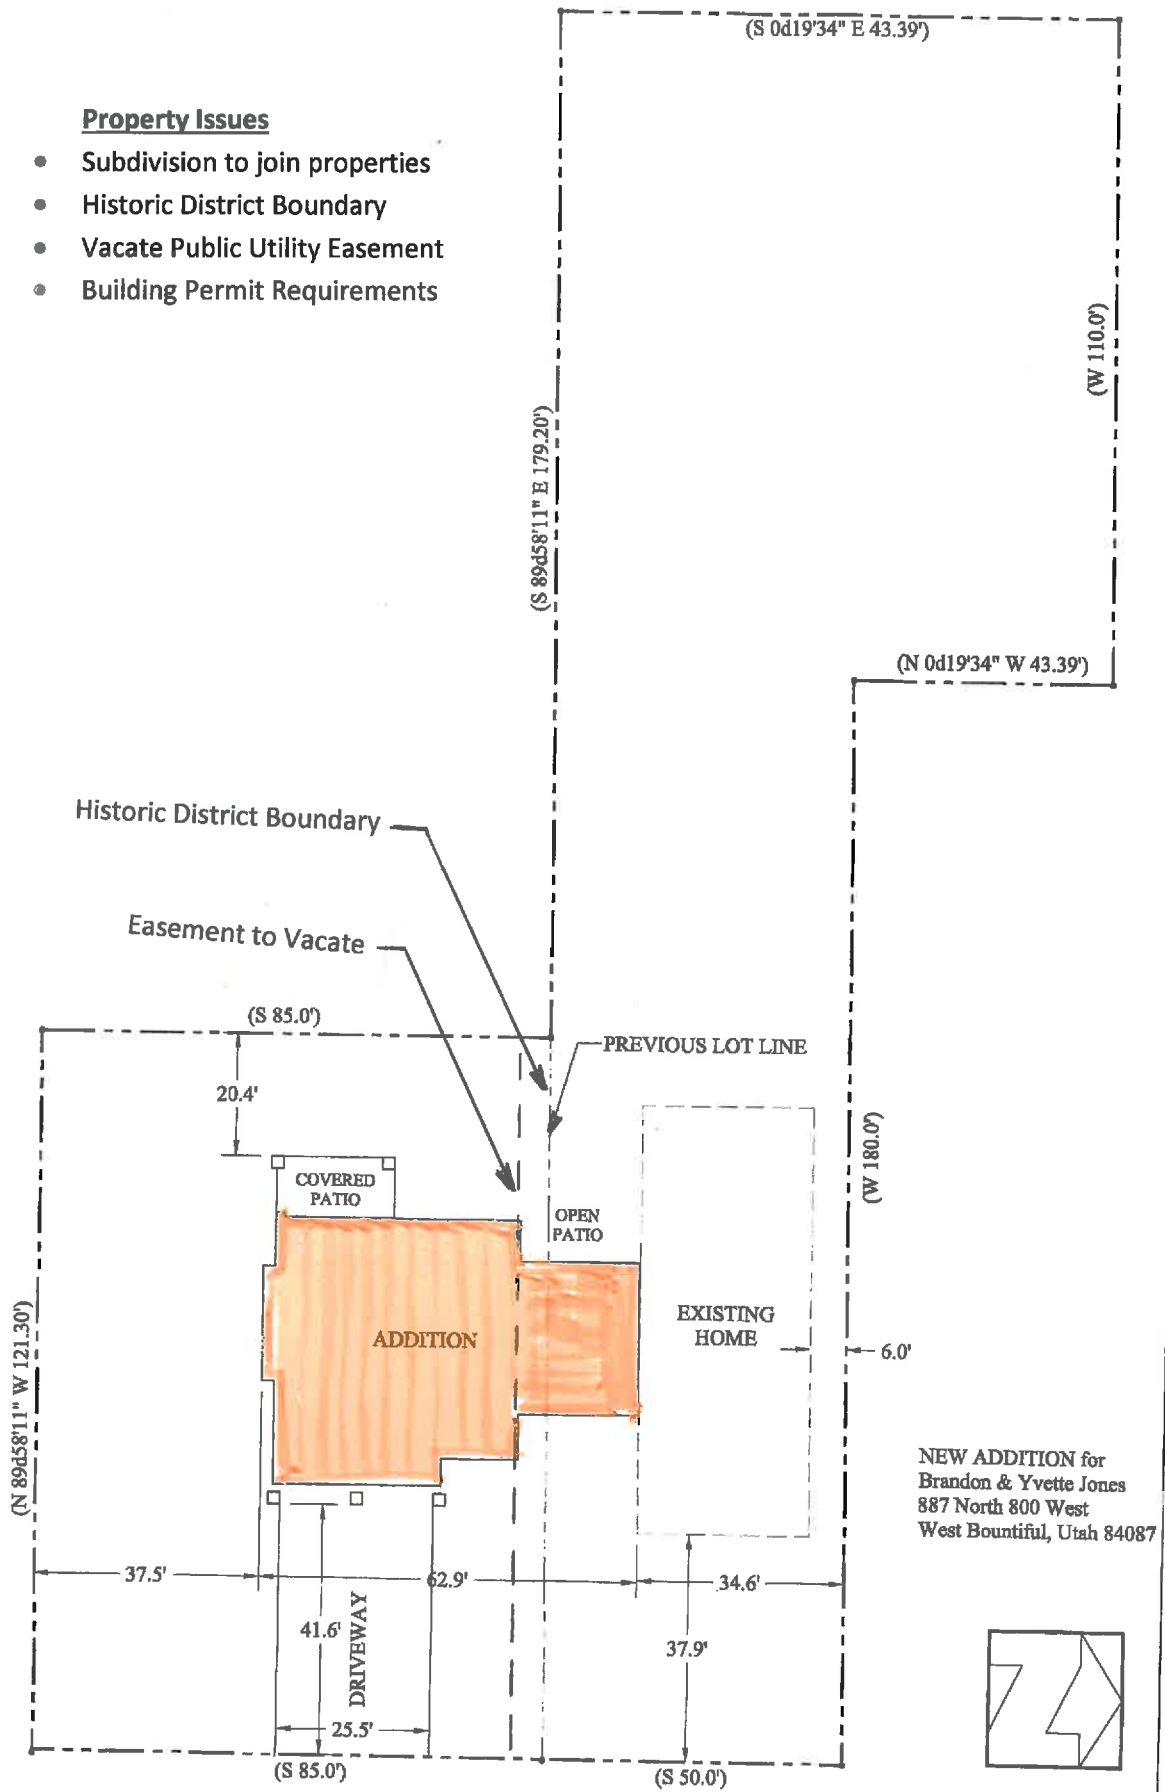 (S 0d19'34" E 43.39')
Property Issues
• Subdivision to join properties
• Historic District Boundary
• Vacate Public Utility Easement
• Building Permit Requirements
(W 110.0')
(S 89d58'11" E 179.20')
(N 0d19'34" W 43.39')
Historic District Boundary
Easement to Vacate
(S 85.0')
PREVIOUS LOT LINE
20.4'
(W 180.0')
COVERED
PATIO
OPEN
PATIO
ADDITION
EXISTING
HOME
6.0'
(N 89d58'11" W 121.30')
NEW ADDITION for
Brandon & Yvette Jones
887 North 800 West
West Bountiful, Utah 84087
37.5'
62.9'
34.6'
41.6'
DRIVEWAY
37.9'
25.5'
(S 85.0')
(S 50.0')